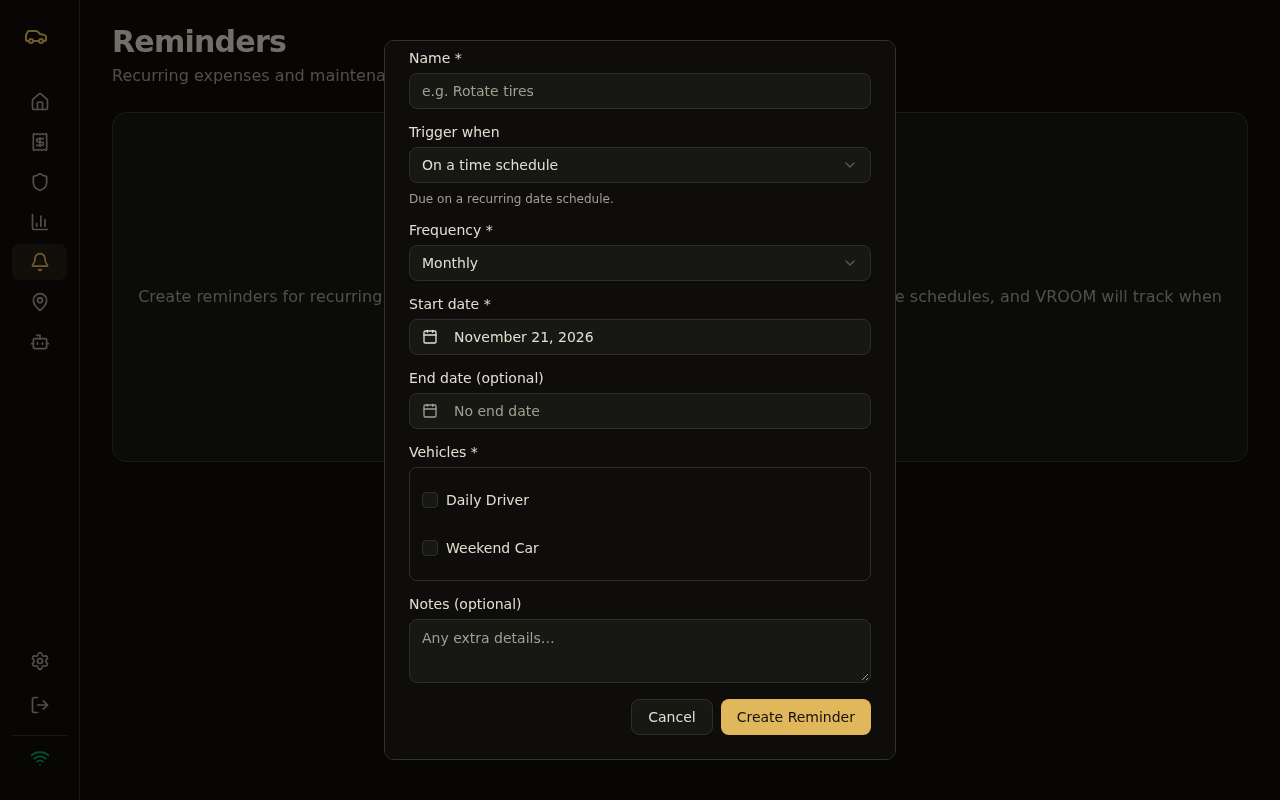 Reminders
Recurring expenses and maintena
Create reminders for recurring
e schedules, and VROOM will track when
Name *
e.g. Rotate tires
Trigger when
On a time schedule
Due on a recurring date schedule.
Frequency *
Monthly
Start date *
November 21, 2026
End date (optional)
No end date
Vehicles *
Daily Driver
Weekend Car
Notes (optional)
Any extra details...
Cancel
Create Reminder